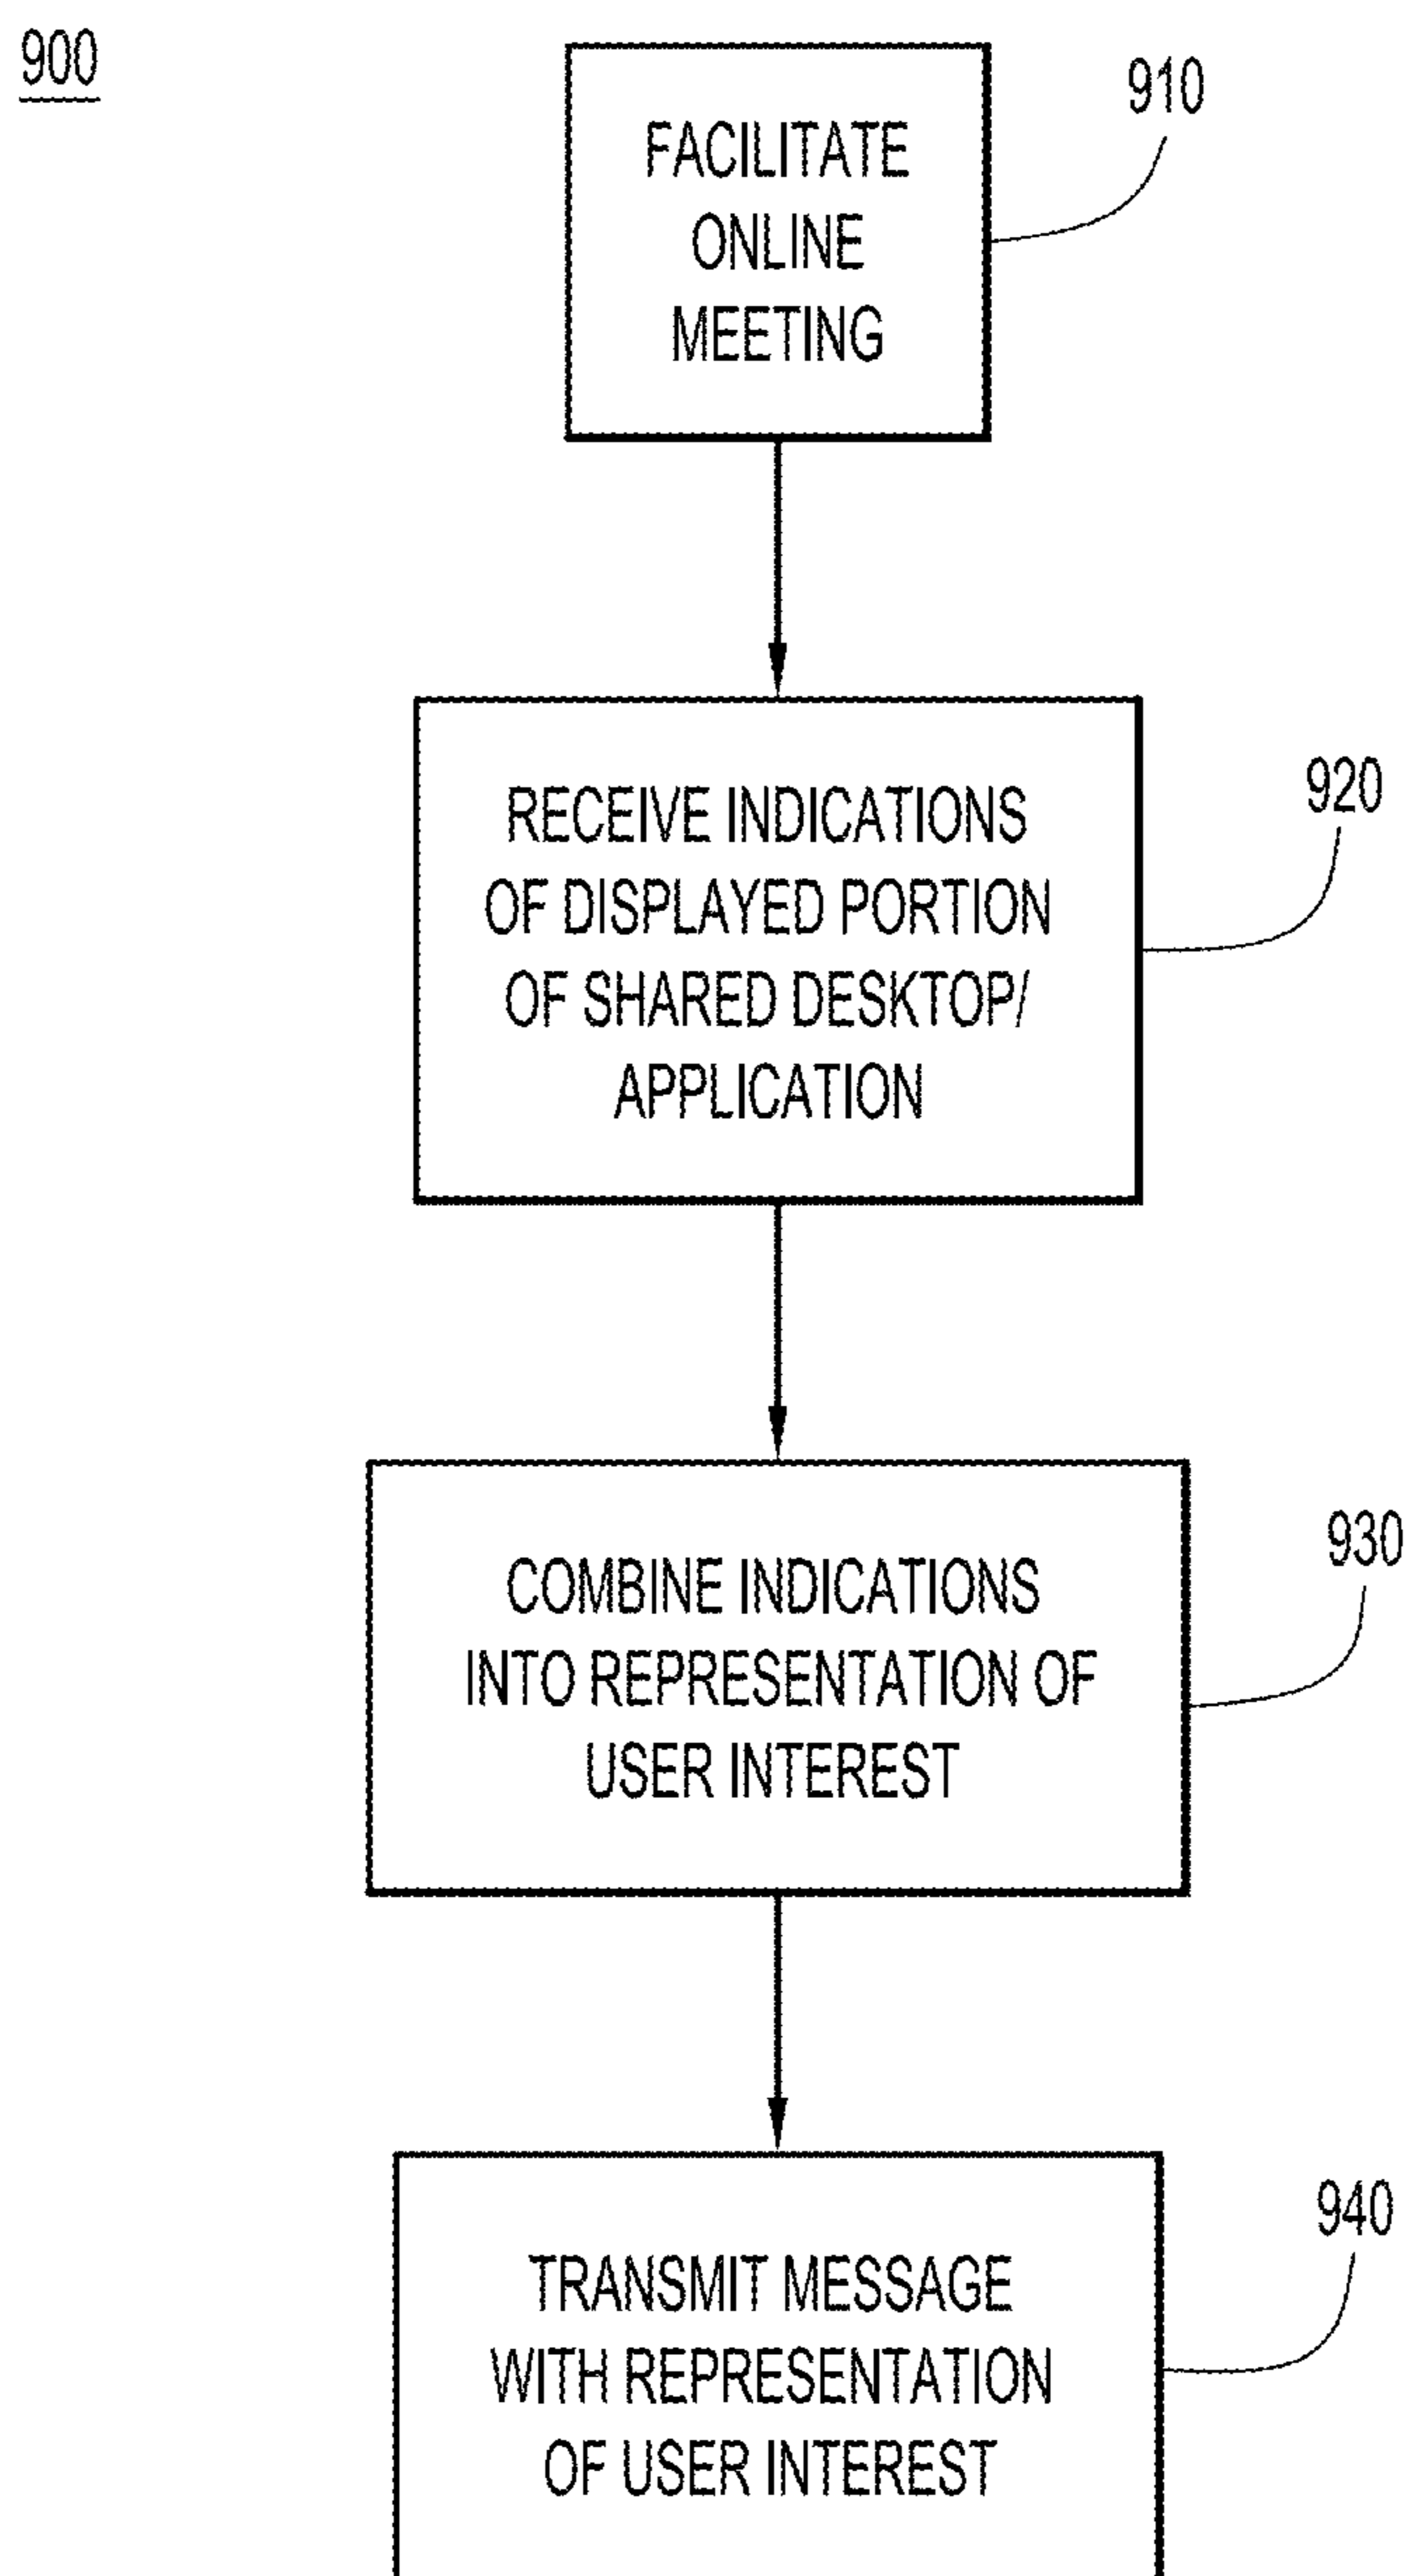 900
FACILITATE
ONLINE
MEETING
910
RECEIVE INDICATIONS
OF DISPLAYED PORTION
OF SHARED DESKTOP/
APPLICATION
920
COMBINE INDICATIONS
INTO REPRESENTATION OF
USER INTEREST
930
TRANSMIT MESSAGE
WITH REPRESENTATION
OF USER INTEREST
940